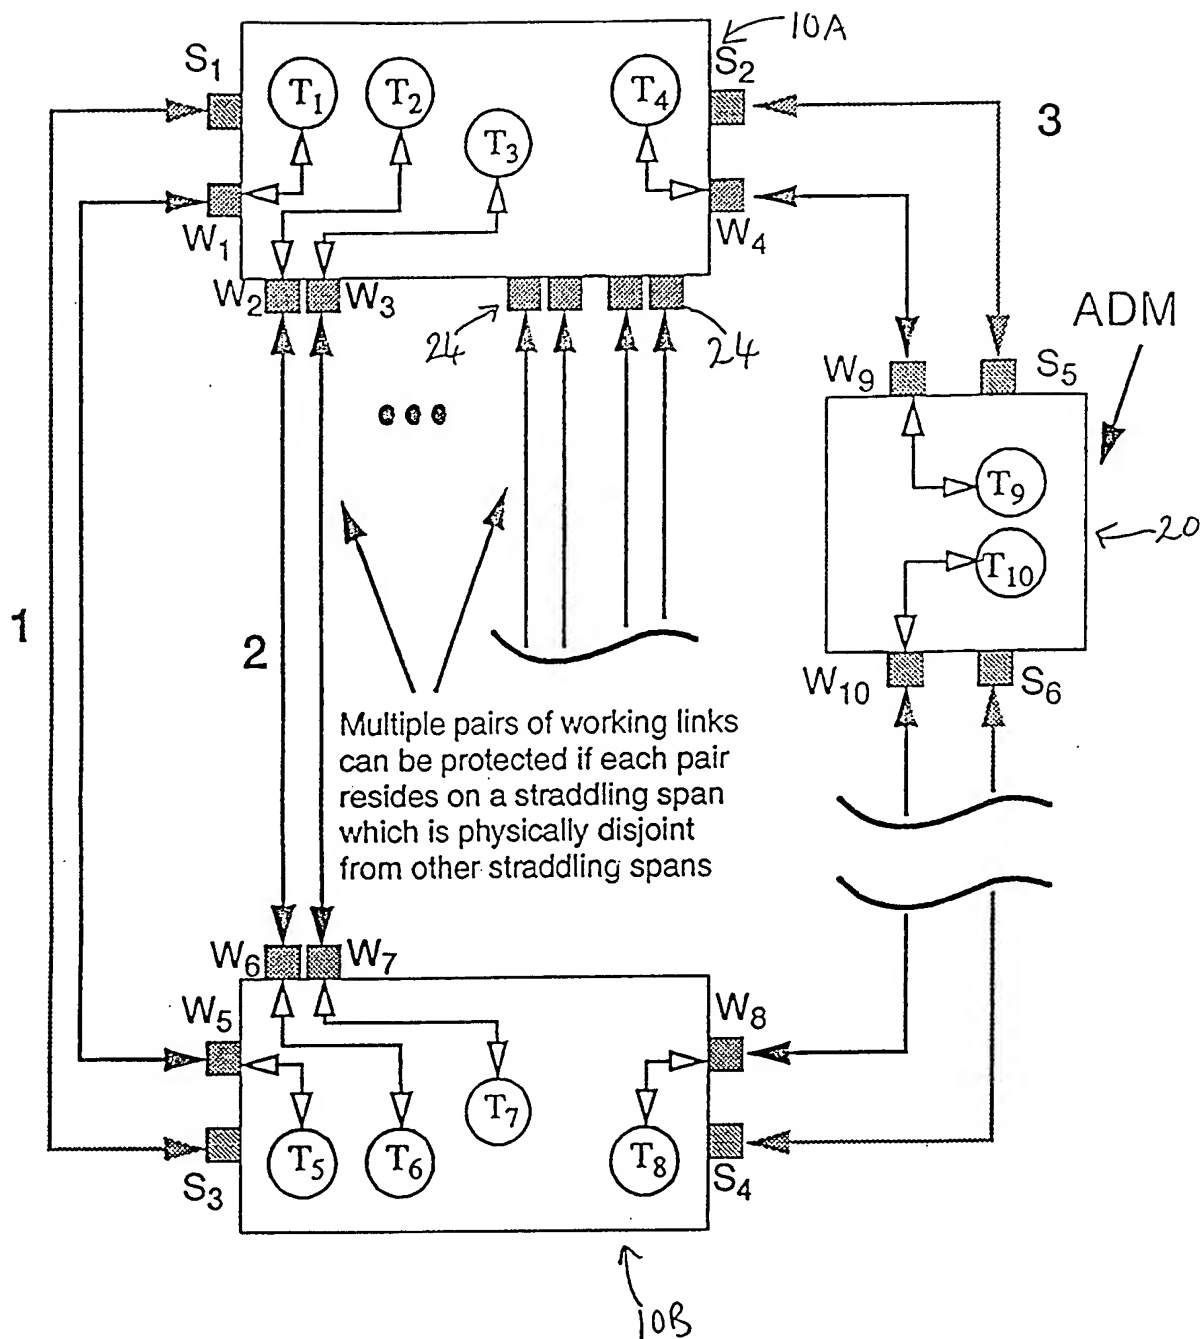 10A
S1
S2
T1
T2
T4
3
T3
W1
W4
W2
W3
24
24
ADM
W9
S5
T9
20
T10
1
2
W10
S6
Multiple pairs of working links
can be protected if each pair
resides on a straddling span
which is physically disjoint
from other straddling spans
W6
W7
W5
W8
T7
T5
T6
T8
S3
S4
10B